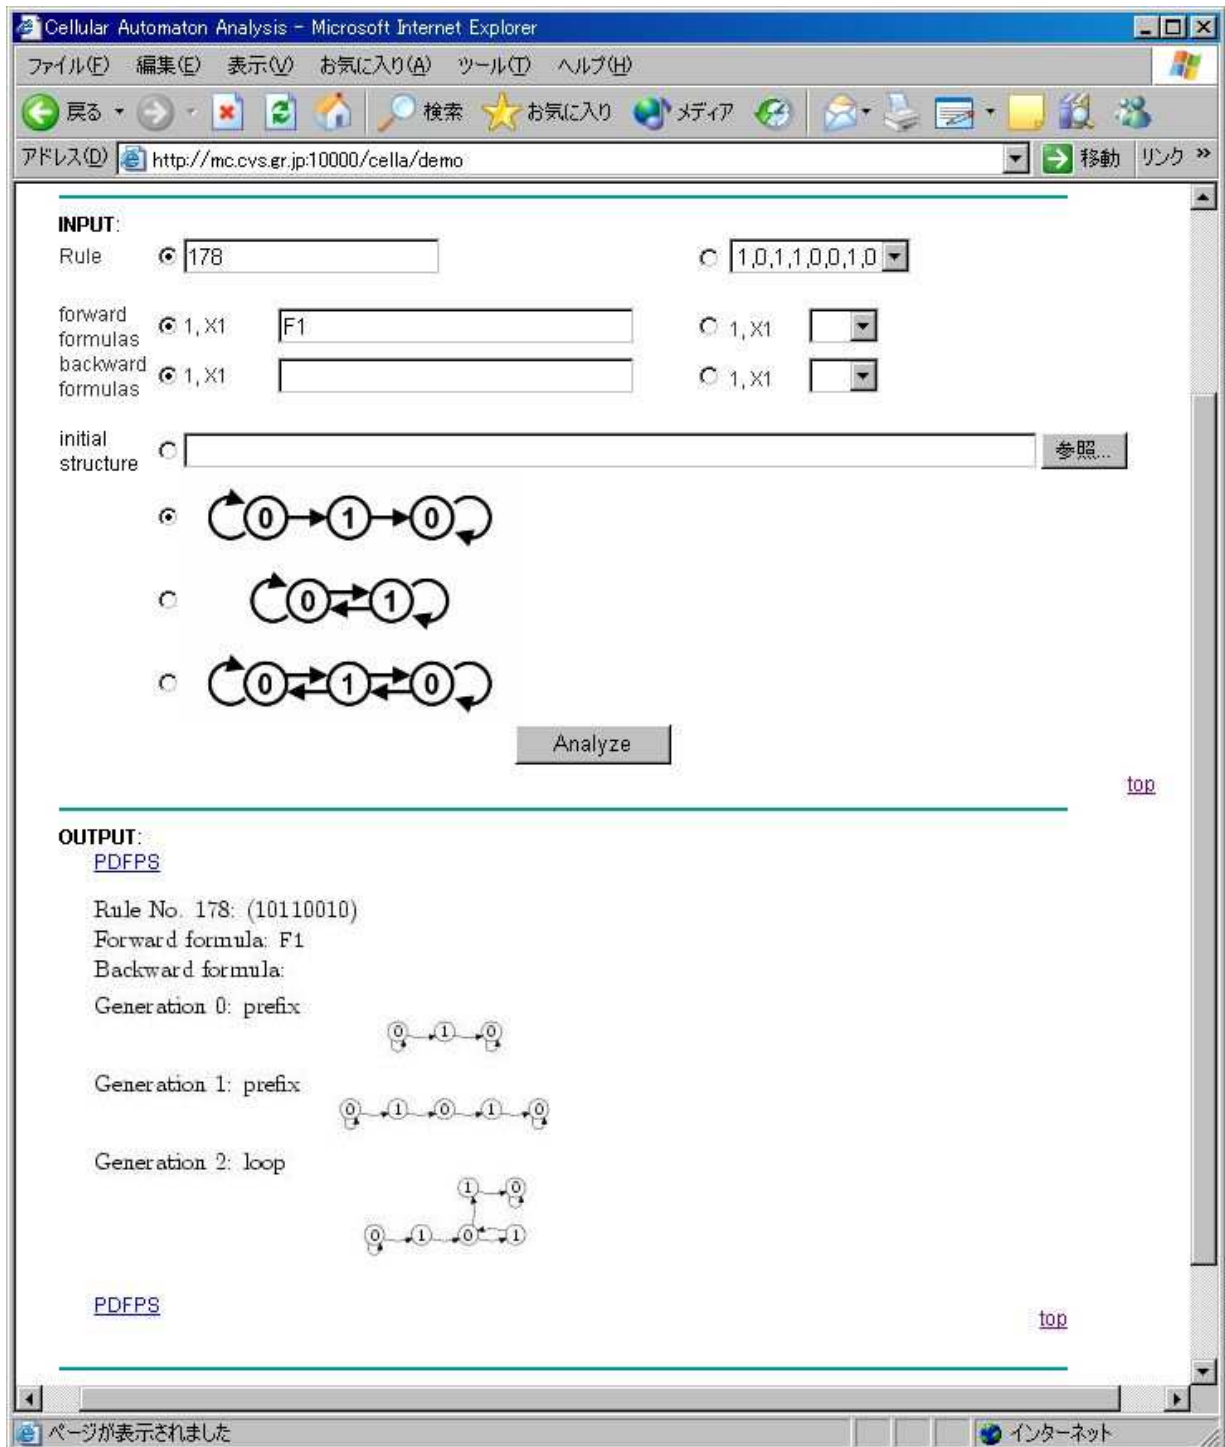 Cellular Automaton Analysis - Microsoft Internet Explorer
ファイル(F) 編集(E) 表示(V) お気に入り(A) ツール(T) ヘルプ(H)
戻る 検索 お気に入り メディア
アドレス(D) http://mc.cvs.gr.jp:10000/cella/demo 移動 リンク »
INPUT:
Rule 178 1,0,1,1,0,0,1,0
forward formulas 1, X1 F1 1, X1
backward formulas 1, X1 1, X1
initial structure 参照...
0 1 0
0 1
0 1 0
Analyze
top
OUTPUT:
PDFPS
Rule No. 178: (10110010)
Forward formula: F1
Backward formula:
Generation 0: prefix
0 1 0
Generation 1: prefix
0 1 0 1 0
Generation 2: loop
1 0
0 1 0 1
PDFPS
top
ページが表示されました インターネット